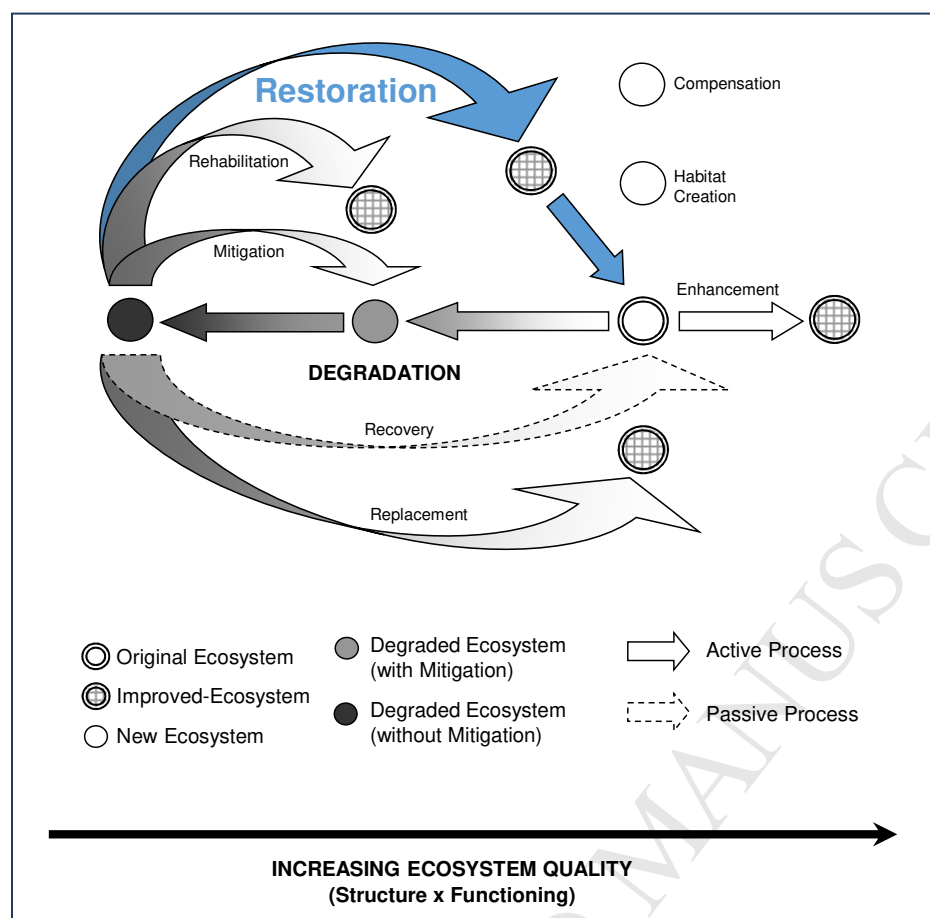 Restoration
Compensation
Rehabilitation
Habitat
Creation
Mitigation
Enhancement
DEGRADATION
Recovery
Replacement
Original Ecosystem
Improved-Ecosystem
New Ecosystem
Degraded Ecosystem
(with Mitigation)
Degraded Ecosystem
(without Mitigation)
Active Process
Passive Process
INCREASING ECOSYSTEM QUALITY
(Structure x Functioning)
MANUSC